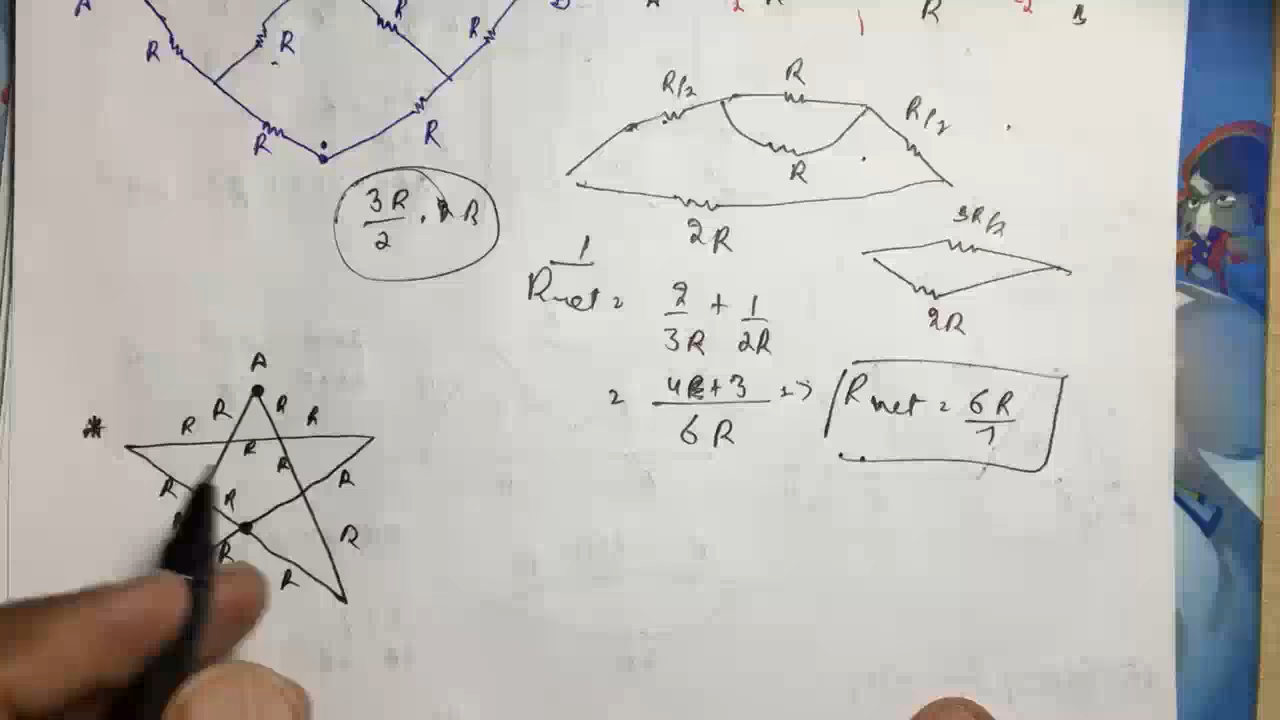 A R B A R B
R R R R
R R
3R/2 . R
R/2 R R/2
R
2R
3R/2
2R
1/Rnet = 2/3R + 1/2R
= 4+3/6R => Rnet = 6R/7
A
* R R R R
R R
R R R
R R R